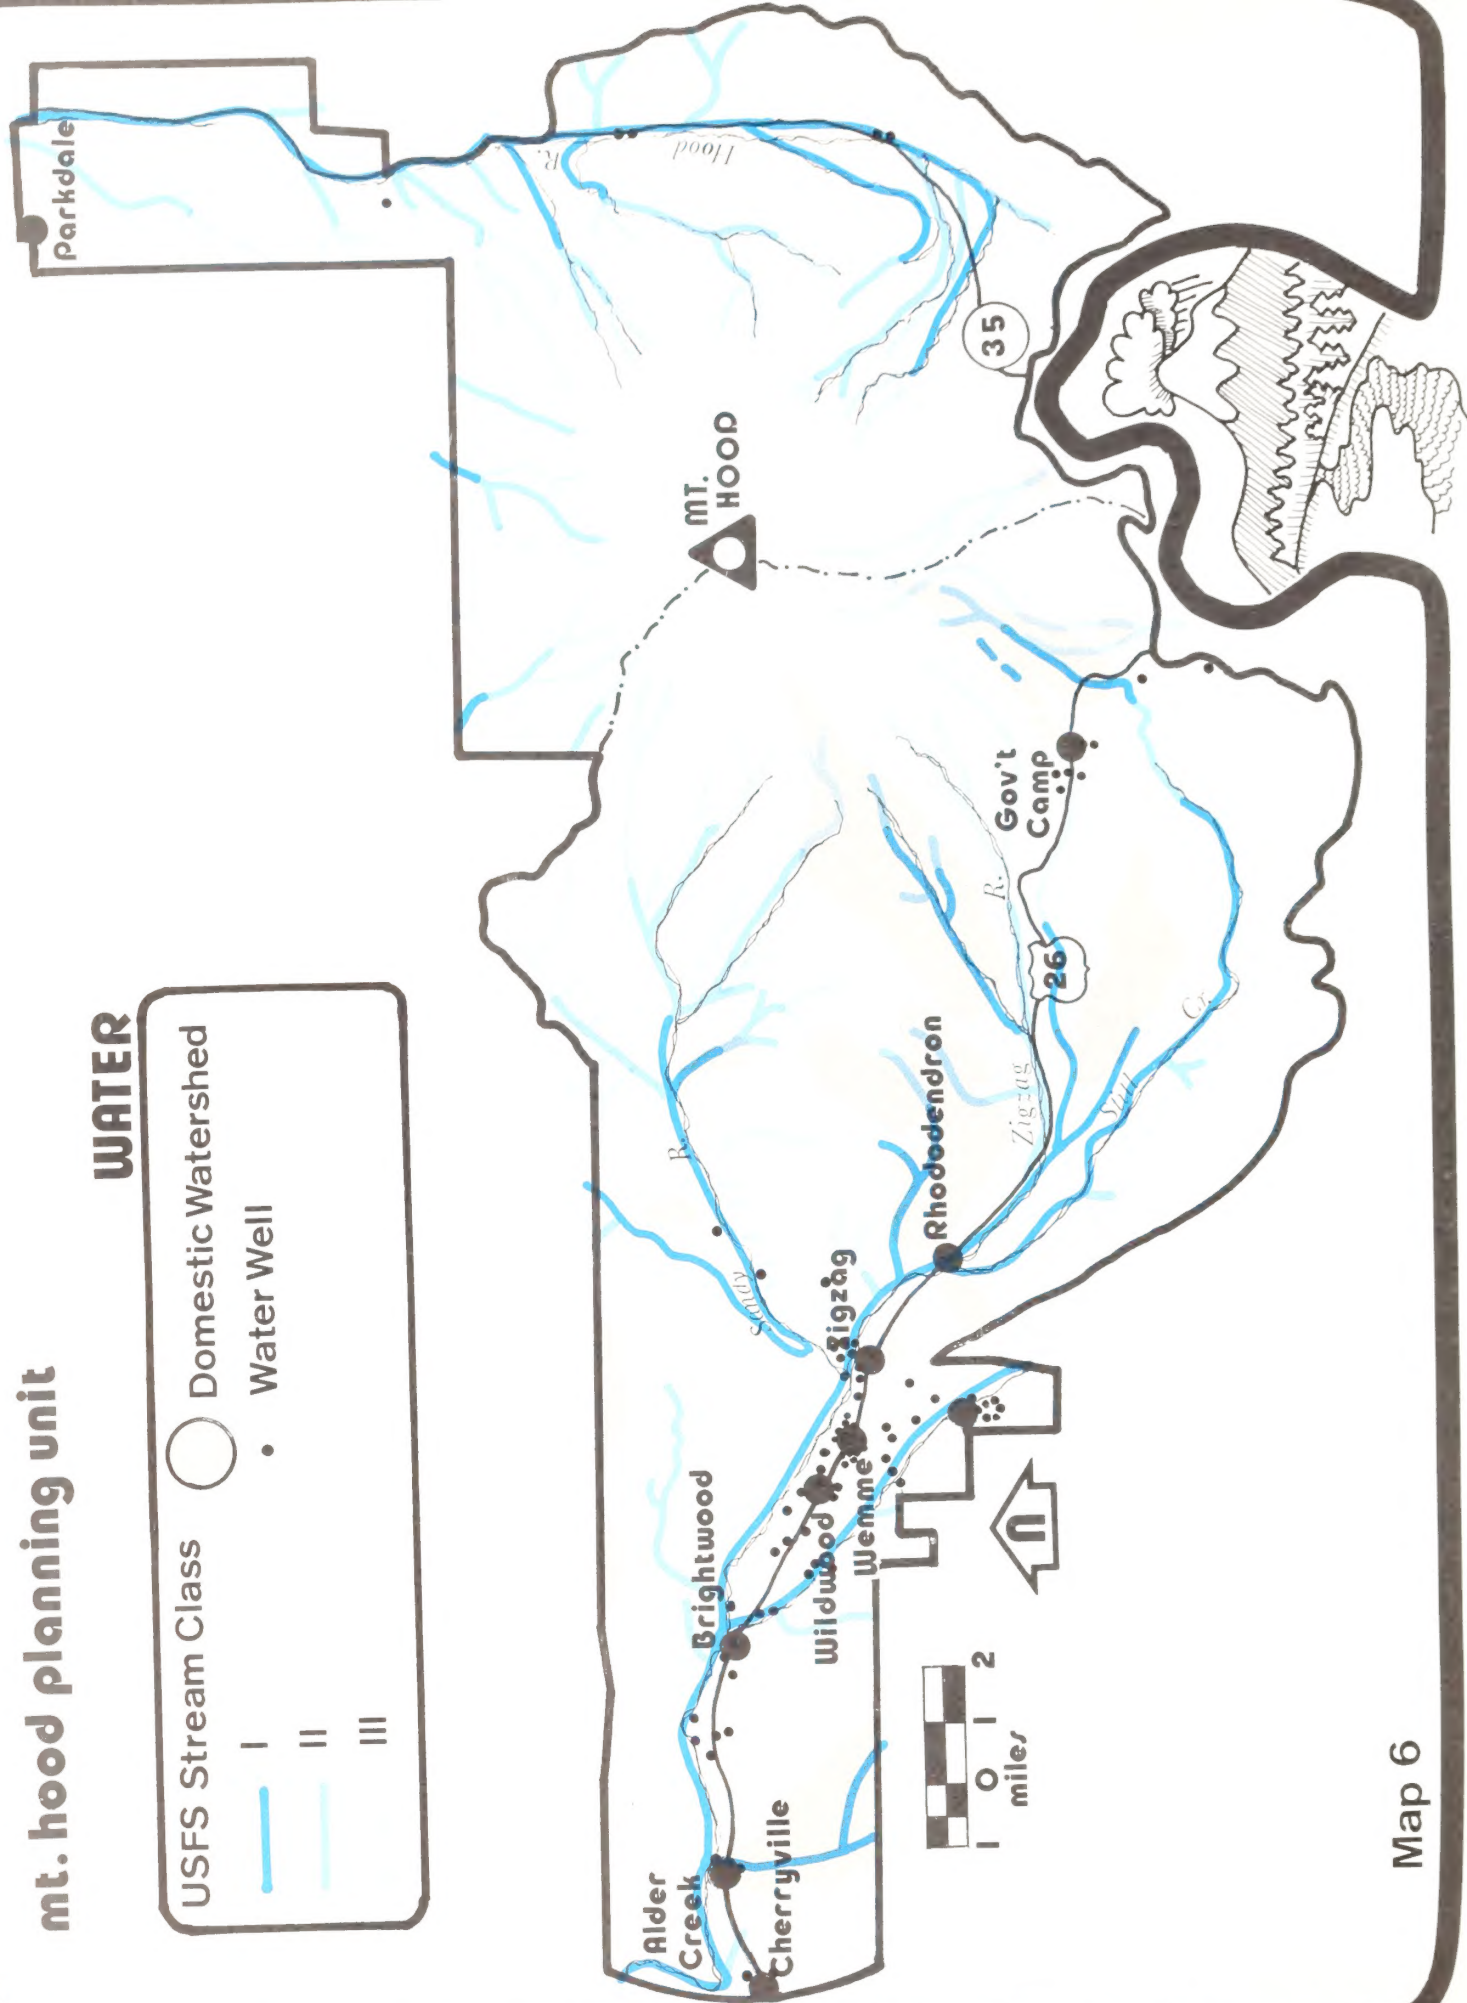 mt. hood planning unit
WATER
USFS Stream Class
I
II
III
Domestic Watershed
Water Well
Parkdale
R.
Hood
35
MT.
HOOD
Gov't
Camp
R.
26
Zigzag
Still
Cr.
Rhododendron
Sandy
R.
Zigzag
Wemme
Wildwood
Brightwood
Alder
Creek
Cherryville
n
1 0 1 2
miles
Map 6